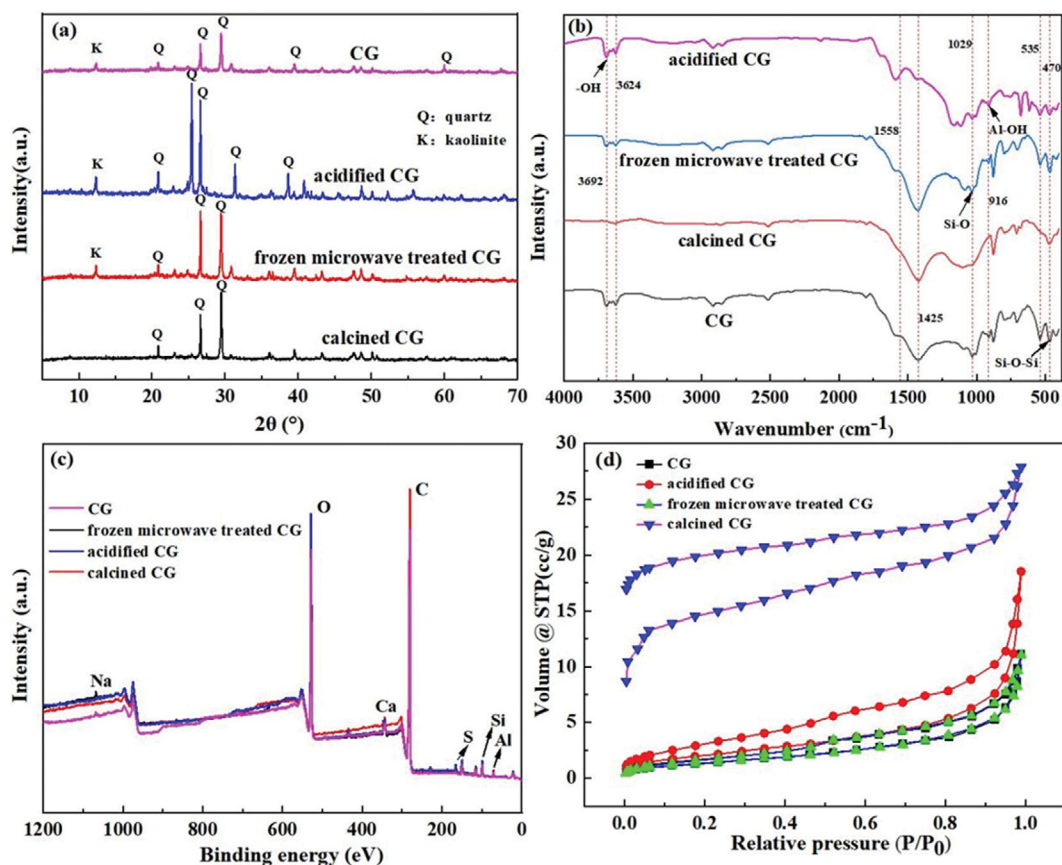 (a)
Q
Q
K
Q
CG
Q
Q
Q
Q
Q: quartz
K: kaolinite
K
Q
Q
Q
acidified CG
Q
Q
K
Q
frozen microwave treated CG
Q
Q
Q
calcined CG
Intensity(a.u.)
0 10 20 30 40 50 60 70
2θ (°)
(b)
1029
535
-OH
3624
acidified CG
470
Al-OH
1558
frozen microwave treated CG
3692
Si-O
916
calcined CG
1425
CG
Si-O-Si
Intensity (a.u.)
4000 3500 3000 2500 2000 1500 1000 500
Wavenumber (cm-1)
(c)
C
O
CG
frozen microwave treated CG
acidified CG
calcined CG
Na
Ca
S
Si
Al
Intensity (a.u.)
1200 1000 800 600 400 200 0
Binding energy (eV)
30
(d)
CG
acidified CG
frozen microwave treated CG
calcined CG
25
20
15
10
5
0
Volume @ STP(cc/g)
0.0 0.2 0.4 0.6 0.8 1.0
Relative pressure (P/P0)